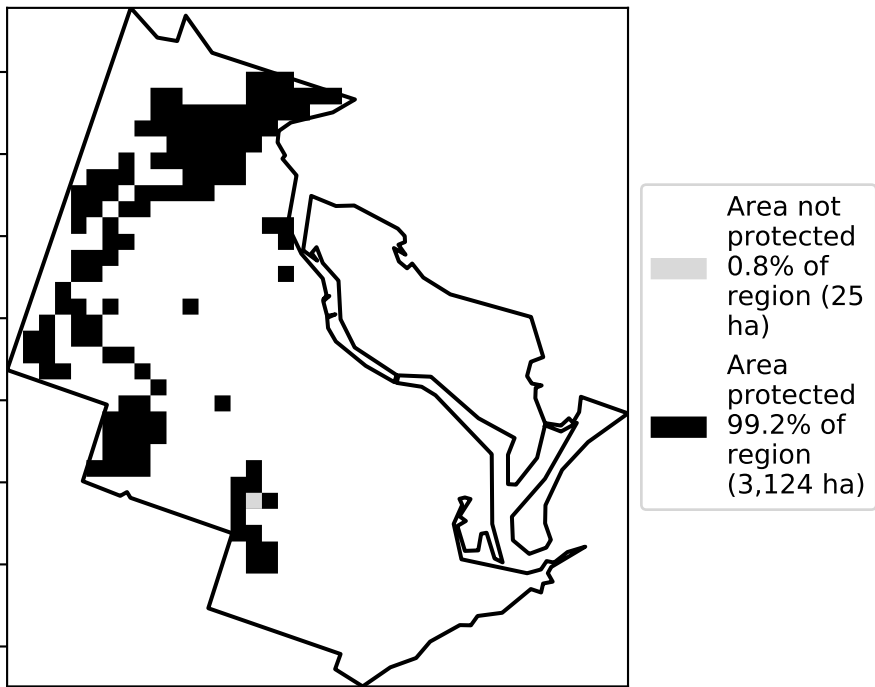 Area not
protected
0.8% of
region (25
ha)
Area
protected
99.2% of
region
(3,124 ha)